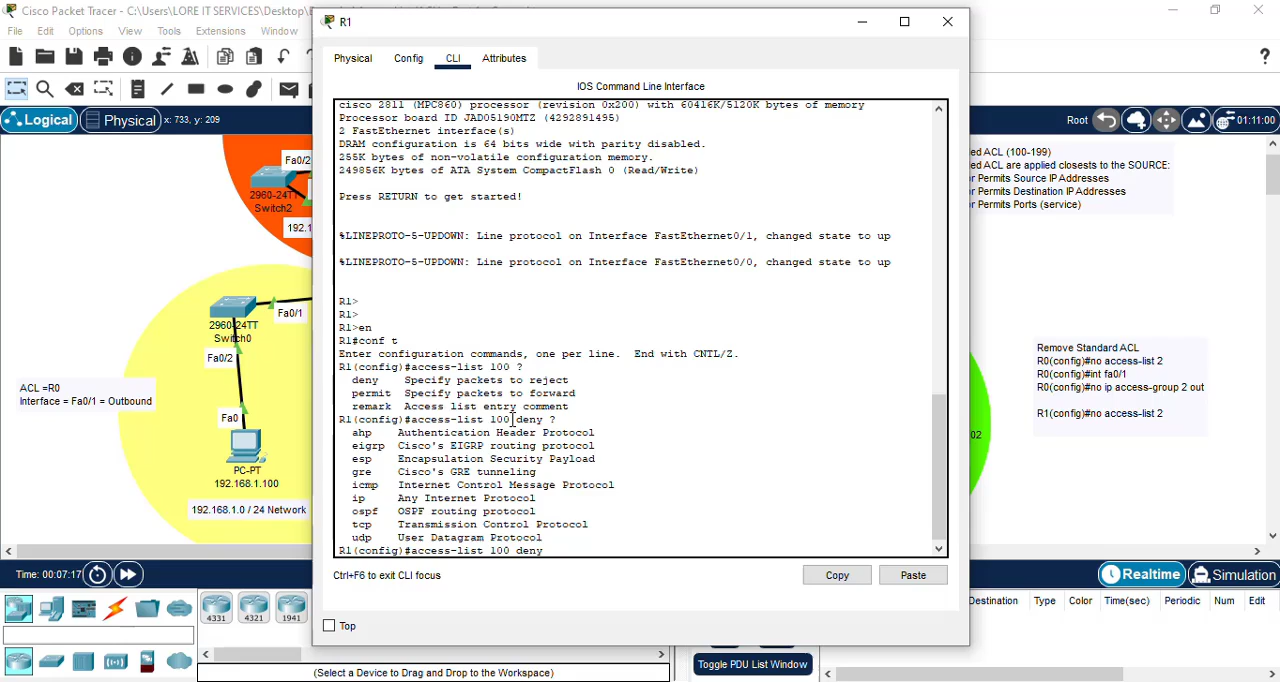 Cisco Packet Tracer - C:\Users\LORE IT SERVICES\Desktop\
File Edit Options View Tools Extensions Window
Logical Physical x: 733, y: 209
Root 01:11:00
R1
Physical Config CLI Attributes
IOS Command Line Interface
cisco 2811 (MPC860) processor (revision 0x200) with 60416K/5120K bytes of memory
Processor board ID JAD05190MTZ (4292891495)
2 FastEthernet interface(s)
DRAM configuration is 64 bits wide with parity disabled.
255K bytes of non-volatile configuration memory.
249856K bytes of ATA System CompactFlash 0 (Read/Write)
Press RETURN to get started!
%LINEPROTO-5-UPDOWN: Line protocol on Interface FastEthernet0/1, changed state to up
%LINEPROTO-5-UPDOWN: Line protocol on Interface FastEthernet0/0, changed state to up
R1>
R1>
R1>en
R1#conf t
Enter configuration commands, one per line. End with CNTL/Z.
R1(config)#access-list 100 ?
deny Specify packets to reject
permit Specify packets to forward
remark Access list entry comment
R1(config)#access-list 100 deny ?
ahp Authentication Header Protocol
eigrp Cisco's EIGRP routing protocol
esp Encapsulation Security Payload
gre Cisco's GRE tunneling
icmp Internet Control Message Protocol
ip Any Internet Protocol
ospf OSPF routing protocol
tcp Transmission Control Protocol
udp User Datagram Protocol
R1(config)#access-list 100 deny
Ctrl+F6 to exit CLI focus
Copy Paste
Top
Fa0/2
2960-24TT
Switch2
192.1
Fa0/1
2960-24TT
Switch0
Fa0/2
ACL =R0
Interface = Fa0/1 = Outbound
Fa0
PC-PT
192.168.1.100
192.168.1.0 / 24 Network
ed ACL (100-199)
ed ACL are applied closests to the SOURCE:
r Permits Source IP Addresses
r Permits Destination IP Addresses
r Permits Ports (service)
Remove Standard ACL
R0(config)#no access-list 2
R0(config)#int fa0/1
R0(config)#no ip access-group 2 out
R1(config)#no access-list 2
02
Time: 00:07:17
Realtime Simulation
4331 4321 1941
(Select a Device to Drag and Drop to the Workspace)
Toggle PDU List Window
Destination Type Color Time(sec) Periodic Num Edit